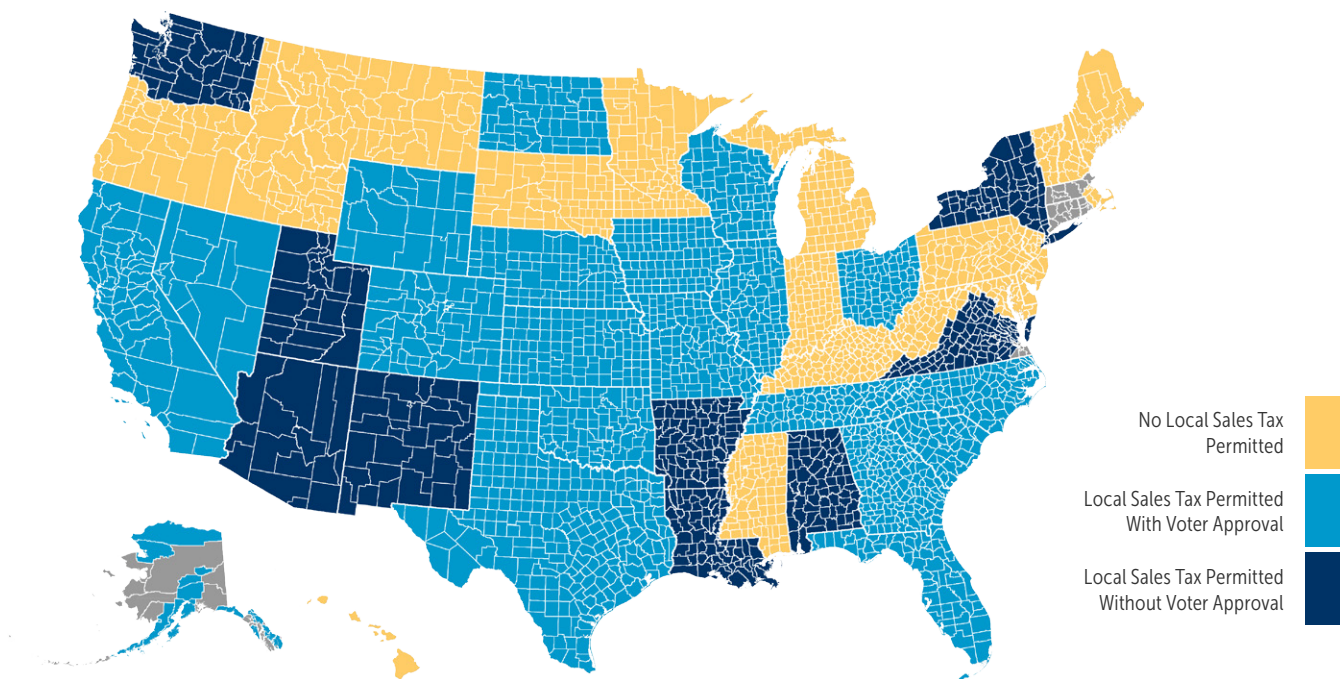 No Local Sales Tax
Permitted
Local Sales Tax Permitted
With Voter Approval
Local Sales Tax Permitted
Without Voter Approval